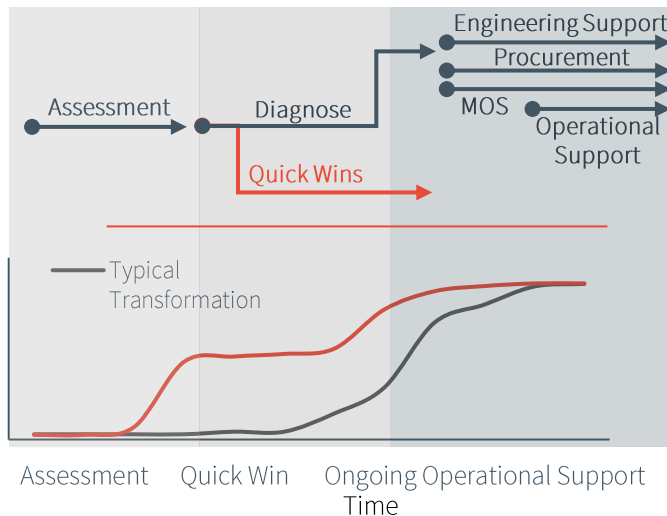 Engineering Support
Procurement
Assessment
Diagnose
MOS
Operational
Support
Quick Wins
Typical
Transformation
Assessment
Quick Win
Ongoing Operational Support
Time